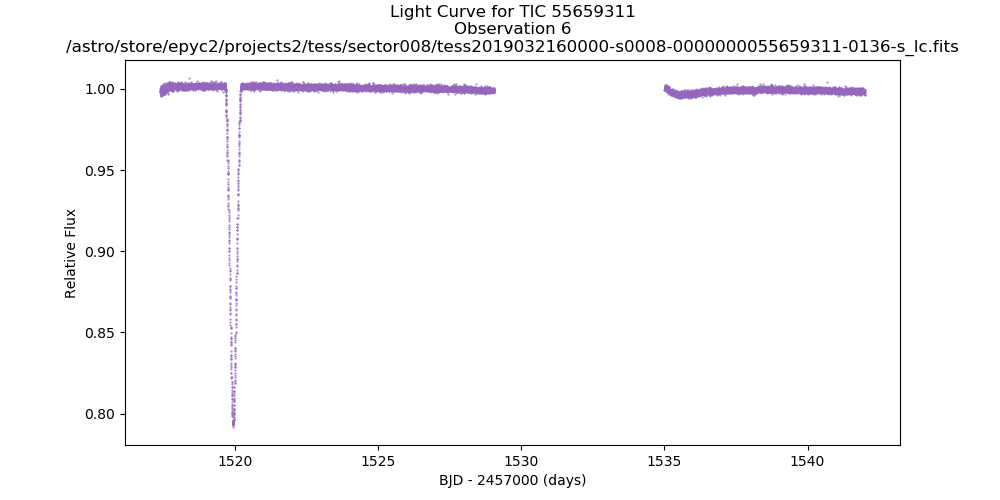 Light Curve for TIC 55659311
Observation 6
/astro/store/epyc2/projects2/tess/sector008/tess2019032160000-s0008-0000000055659311-0136-s_lc.fits
1.00
0.95
0.90
0.85
0.80
Relative Flux
1520
1525
1530
1535
1540
BJD - 2457000 (days)